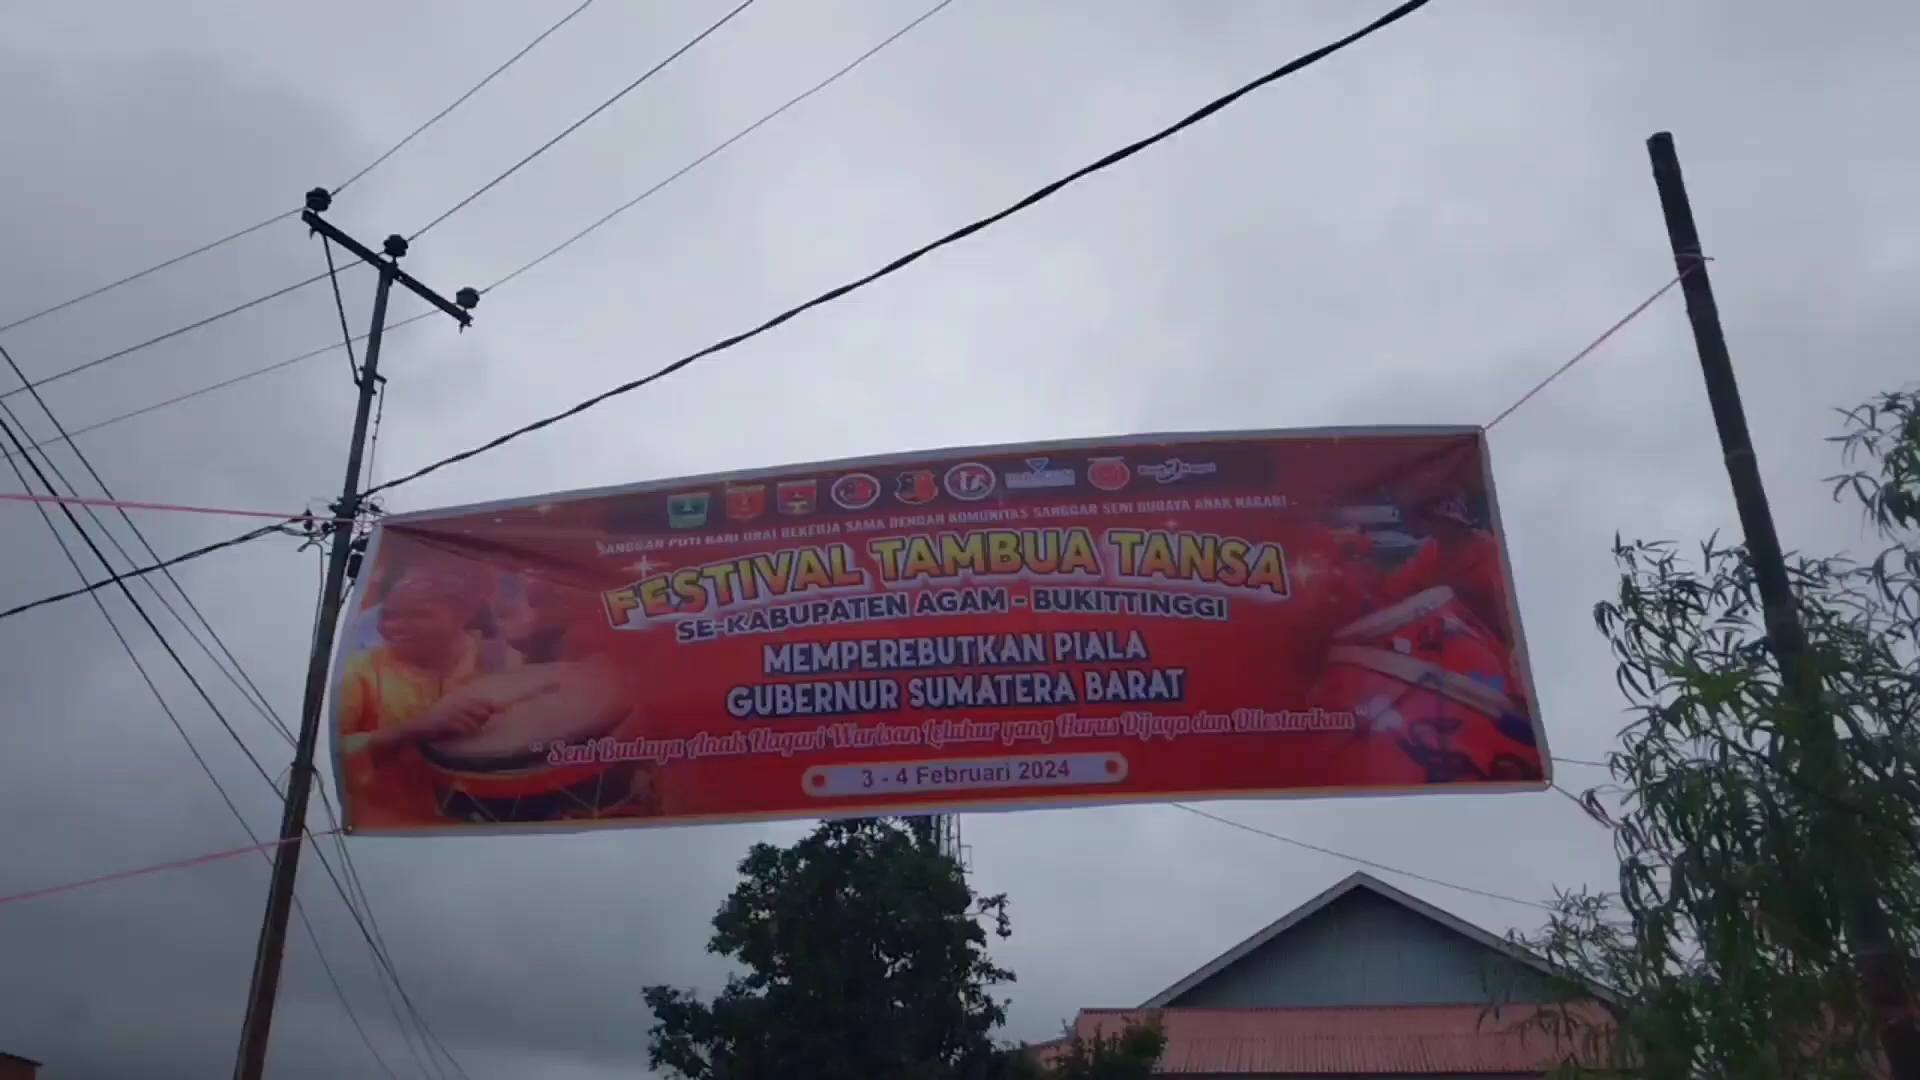 SANGGAR PUTI BARI URAI BEKERJA SAMA DENGAN KOMUNITAS SANGGAR SENI BUDAYA ANAK NAGARI
FESTIVAL TAMBUA TANSA
SE-KABUPATEN AGAM - BUKITTINGGI
MEMPEREBUTKAN PIALA
GUBERNUR SUMATERA BARAT
" Seni Budaya Anak Nagari Warisan Leluhur yang Harus Dijaga dan Dilestarikan "
3 - 4 Februari 2024